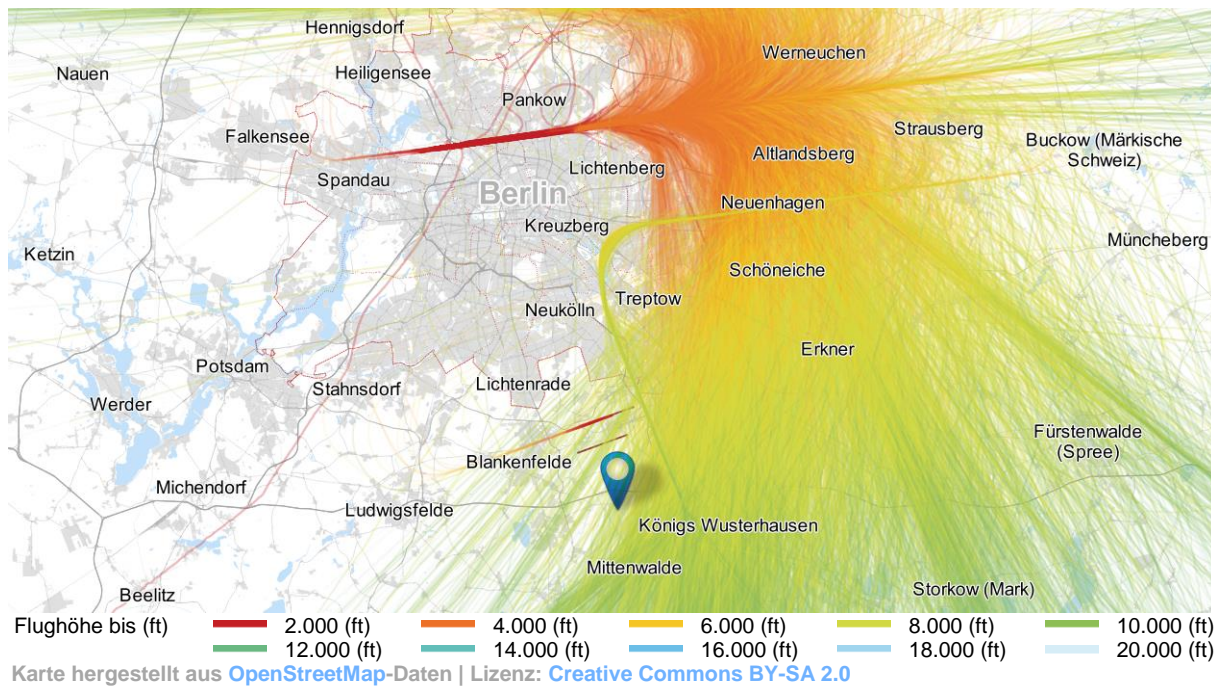 Hennigsdorf
Werneuchen
Nauen
Heiligensee
Pankow
Falkensee
Strausberg
Buckow (Märkische
Schweiz)
Altlandsberg
Lichtenberg
Spandau
Berlin
Neuenhagen
Kreuzberg
Ketzin
Müncheberg
Schöneiche
Treptow
Neukölln
Erkner
Potsdam
Stahnsdorf
Lichtenrade
Werder
Fürstenwalde
(Spree)
Blankenfelde
Michendorf
Ludwigsfelde
Königs Wusterhausen
Mittenwalde
Beelitz
Storkow (Mark)
Flughöhe bis (ft) 2.000 (ft) 4.000 (ft) 6.000 (ft) 8.000 (ft) 10.000 (ft)
12.000 (ft) 14.000 (ft) 16.000 (ft) 18.000 (ft) 20.000 (ft)
Karte hergestellt aus OpenStreetMap-Daten | Lizenz: Creative Commons BY-SA 2.0